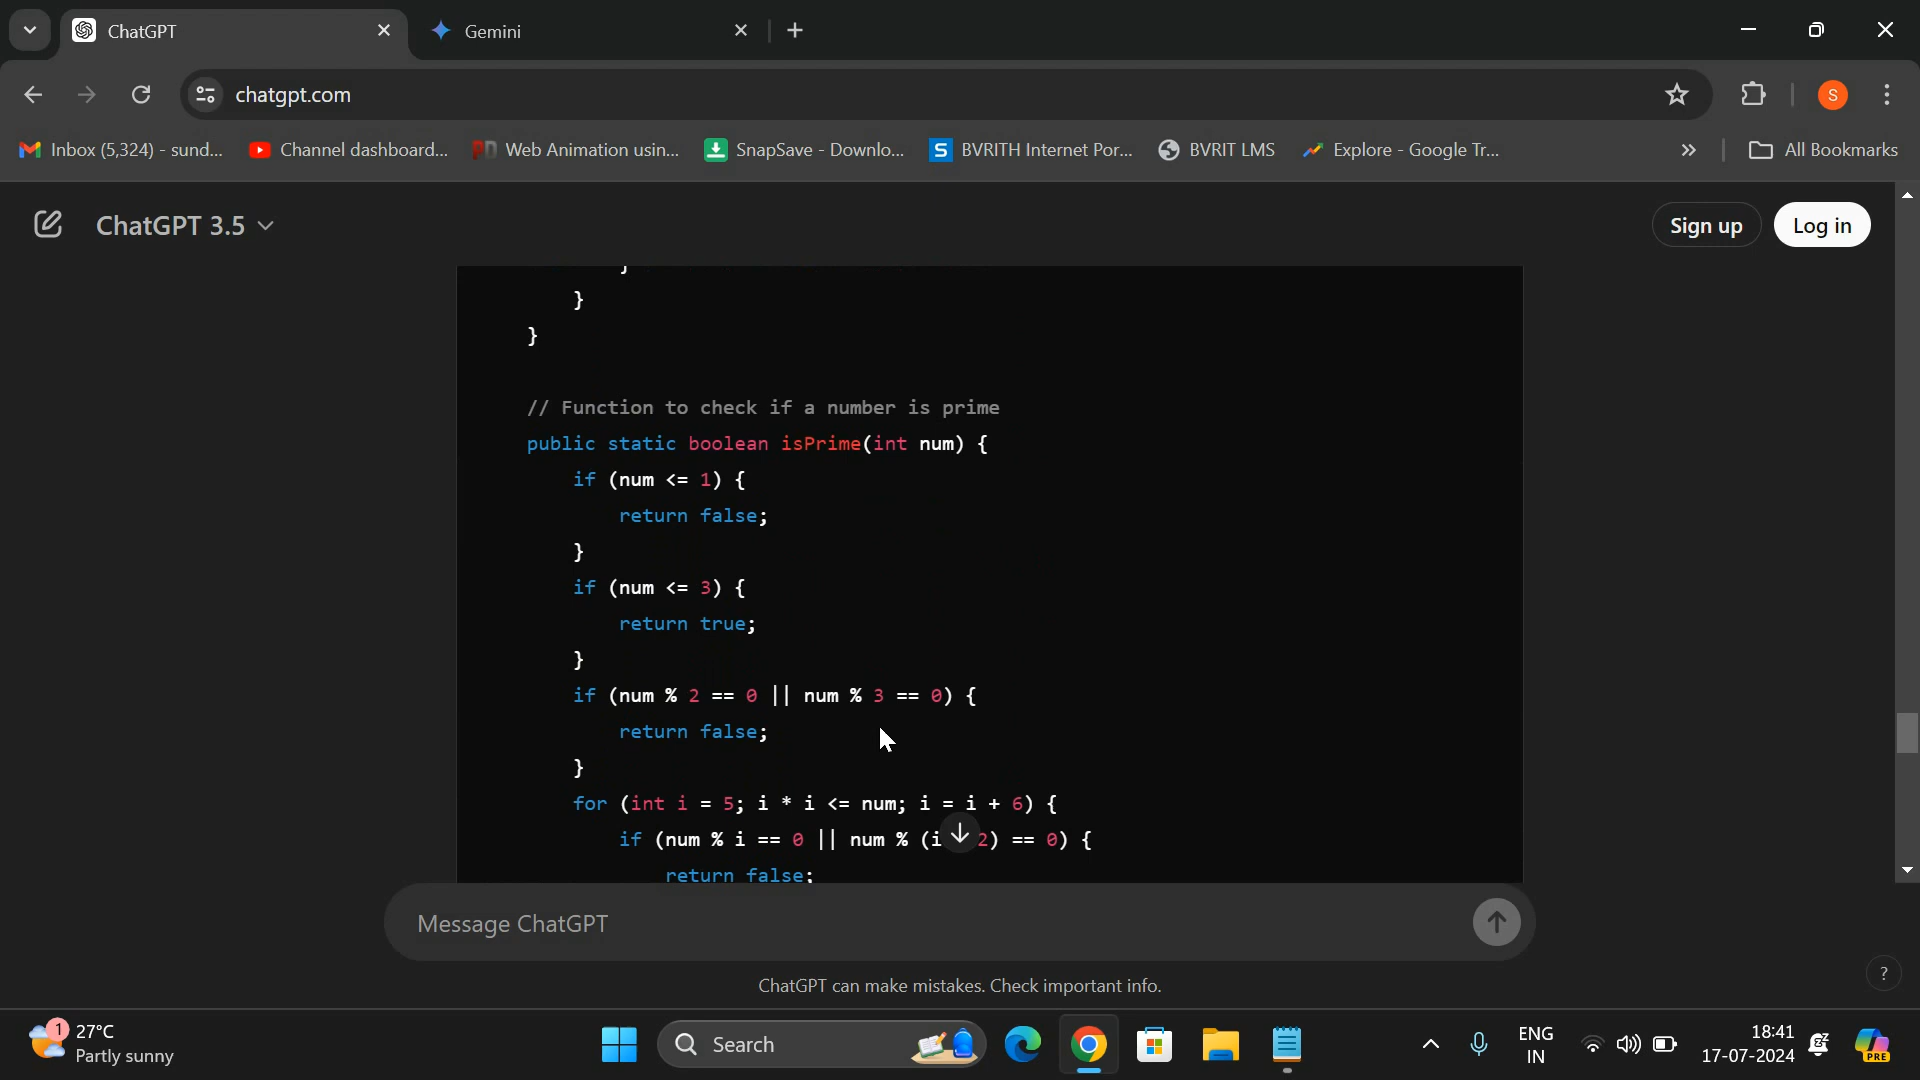 ChatGPT
Gemini
chatgpt.com
S
Inbox (5,324) - sund...
Channel dashboard...
Web Animation usin...
SnapSave - Downlo...
BVRITH Internet Por...
BVRIT LMS
Explore - Google Tr...
All Bookmarks
ChatGPT 3.5
Sign up
Log in
}
}
}
// Function to check if a number is prime
public static boolean isPrime(int num) {
if (num <= 1) {
return false;
}
if (num <= 3) {
return true;
}
if (num % 2 == 0 || num % 3 == 0) {
return false;
}
for (int i = 5; i * i <= num; i = i + 6) {
if (num % i == 0 || num % (i 2) == 0) {
return false;
Message ChatGPT
ChatGPT can make mistakes. Check important info.
?
1
27°C
Partly sunny
Search
ENG
IN
18:41
17-07-2024
PRE